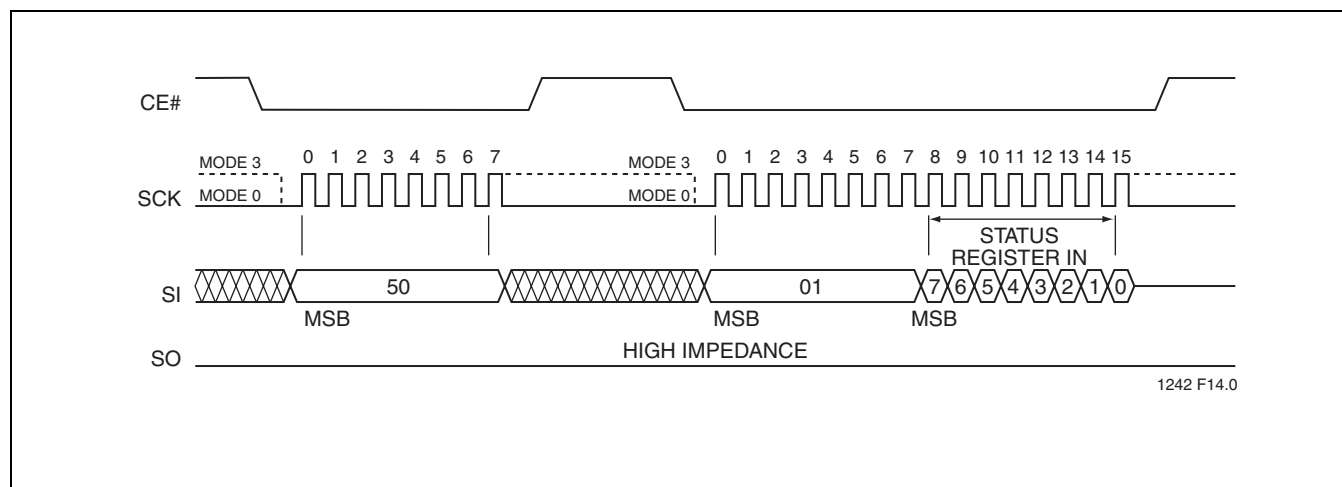 CE#
MODE 3 0 1 2 3 4 5 6 7 MODE 3 0 1 2 3 4 5 6 7 8 9 10 11 12 13 14 15
SCK MODE 0 MODE 0
STATUS
REGISTER IN
SI 50 01 7 6 5 4 3 2 1 0
MSB MSB MSB
SO HIGH IMPEDANCE
1242 F14.0